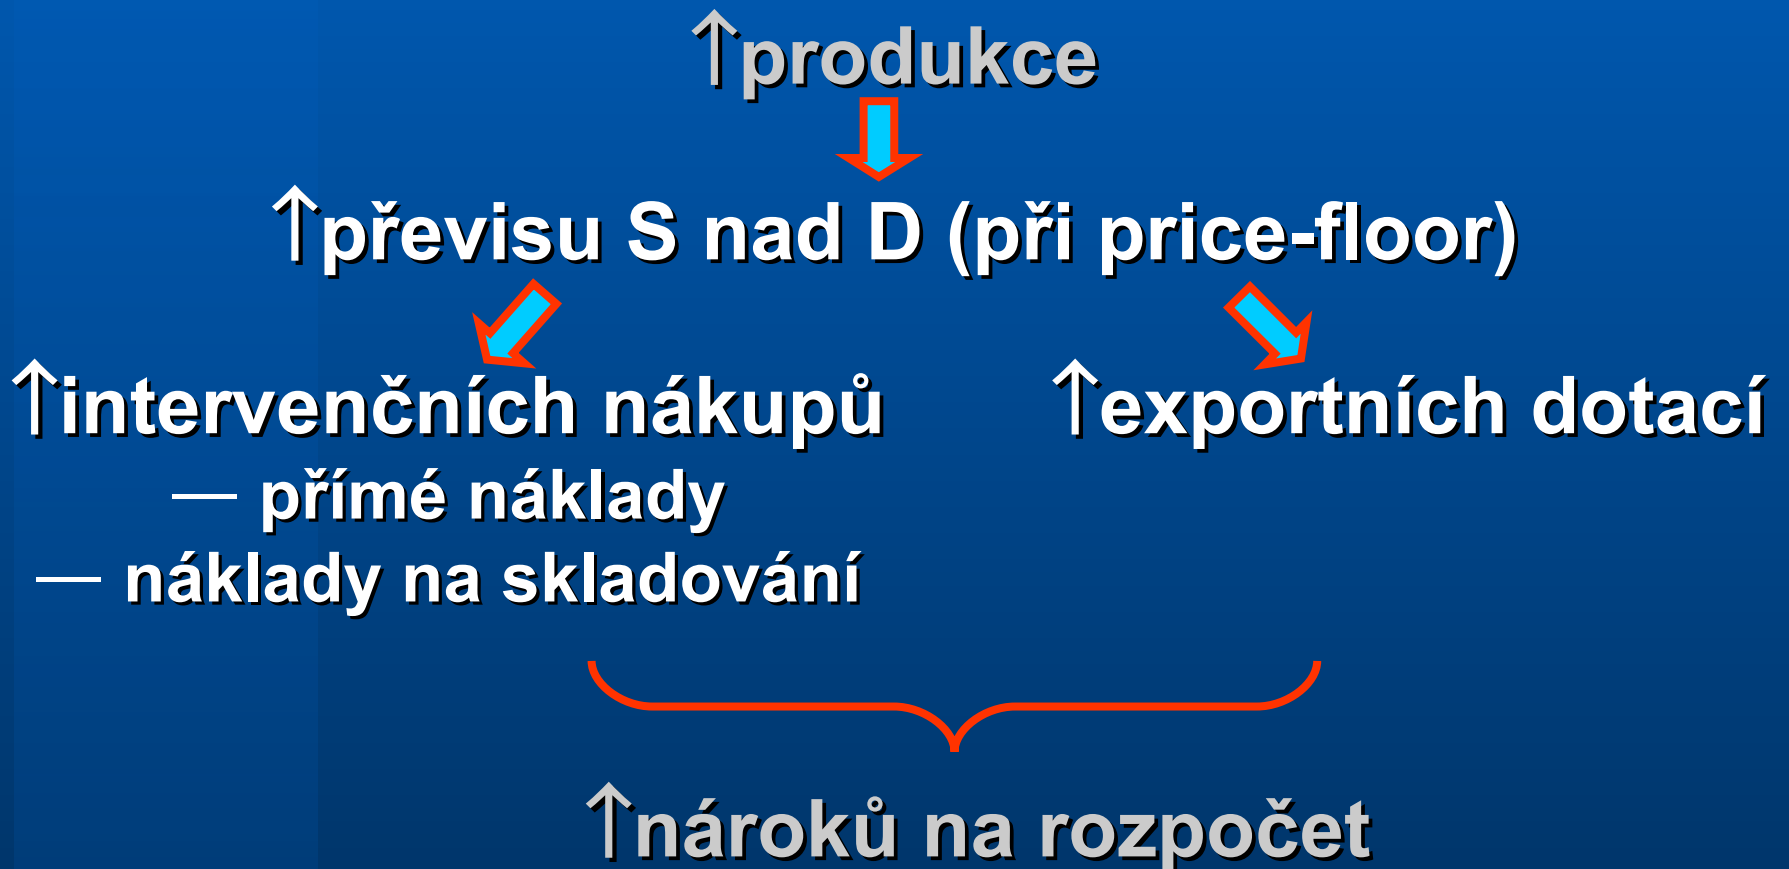 ↑produkce
↑převisu S nad D (při price-floor)
↑intervenčních nákupů
— přímé náklady
— náklady na skladování
↑exportních dotací
↑nároků na rozpočet